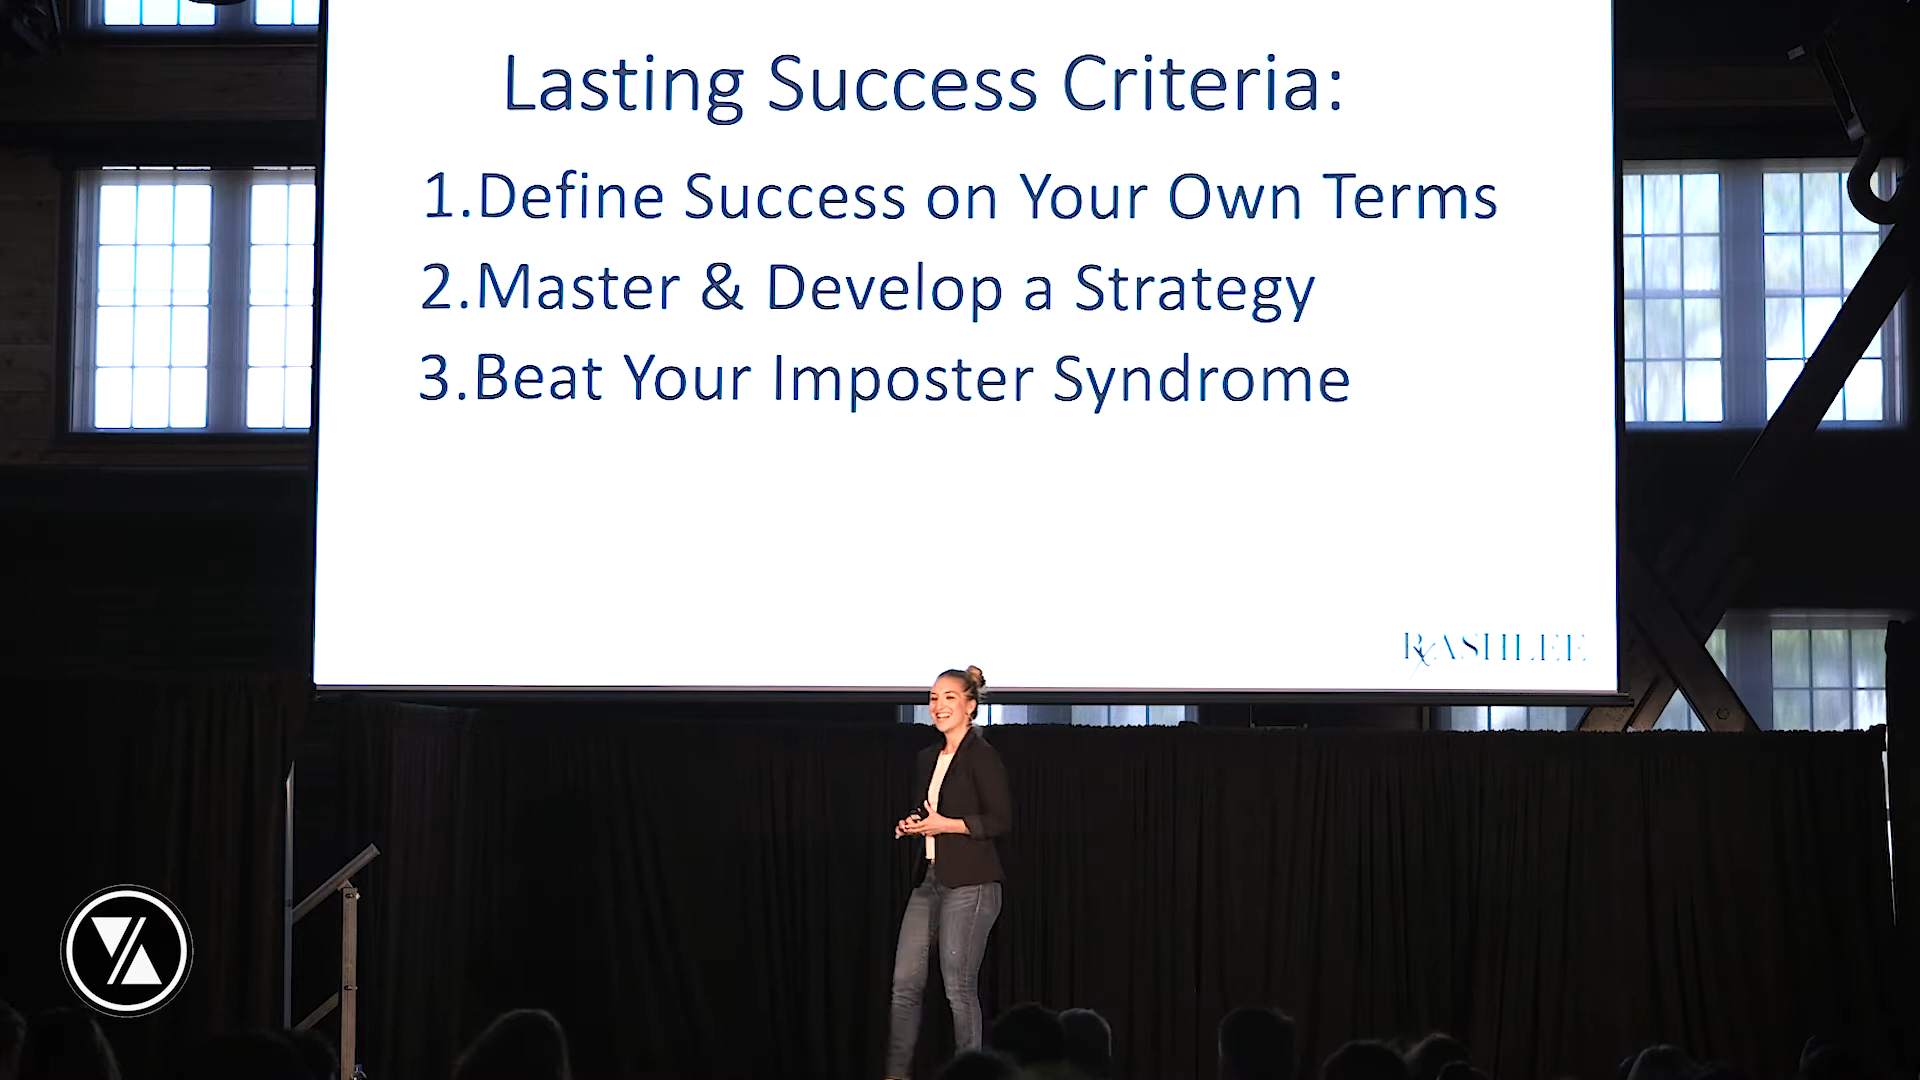 Lasting Success Criteria:
1.Define Success on Your Own Terms
2.Master & Develop a Strategy
3.Beat Your Imposter Syndrome
RxASHLEE